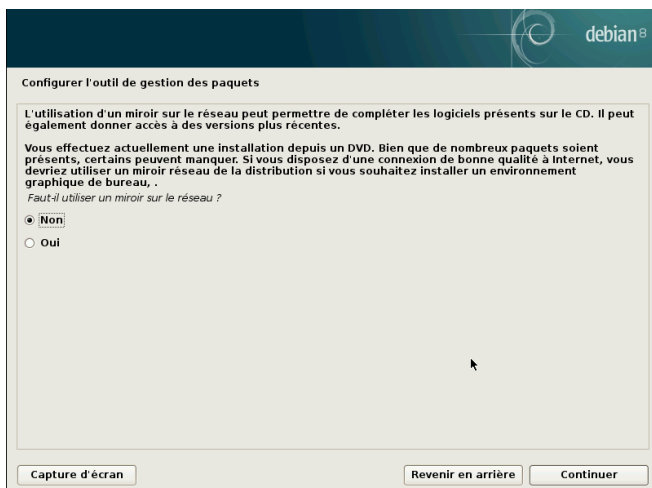 debian 8
Configurer l'outil de gestion des paquets
L'utilisation d'un miroir sur le réseau peut permettre de compléter les logiciels présents sur le CD. Il peut
également donner accès à des versions plus récentes.
Vous effectuez actuellement une installation depuis un DVD. Bien que de nombreux paquets soient
présents, certains peuvent manquer. Si vous disposez d'une connexion de bonne qualité à Internet, vous
devriez utiliser un miroir réseau de la distribution si vous souhaitez installer un environnement
graphique de bureau, .
Faut-il utiliser un miroir sur le réseau ?
Non
Oui
Capture d'écran
Revenir en arrière
Continuer